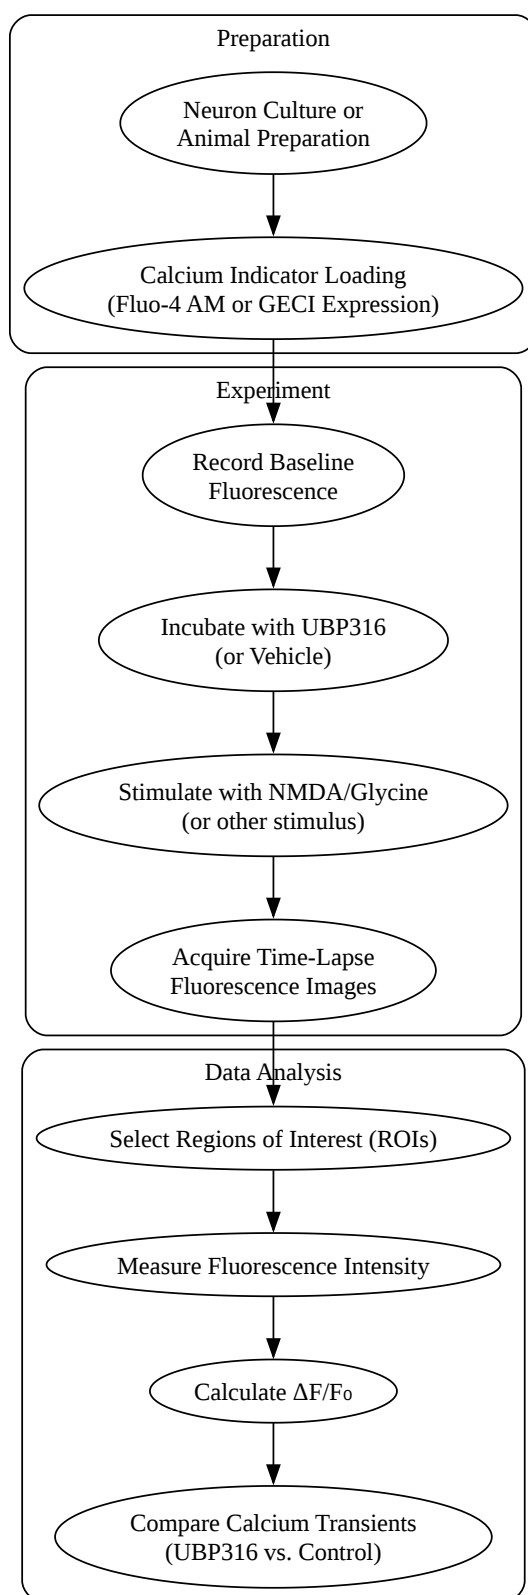 Preparation
Neuron Culture or
Animal Preparation
Calcium Indicator Loading
(Fluo-4 AM or GECI Expression)
Experiment
Record Baseline
Fluorescence
Incubate with UBP316
(or Vehicle)
Stimulate with NMDA/Glycine
(or other stimulus)
Acquire Time-Lapse
Fluorescence Images
Data Analysis
Select Regions of Interest (ROIs)
Measure Fluorescence Intensity
Calculate ΔF/F₀
Compare Calcium Transients
(UBP316 vs. Control)